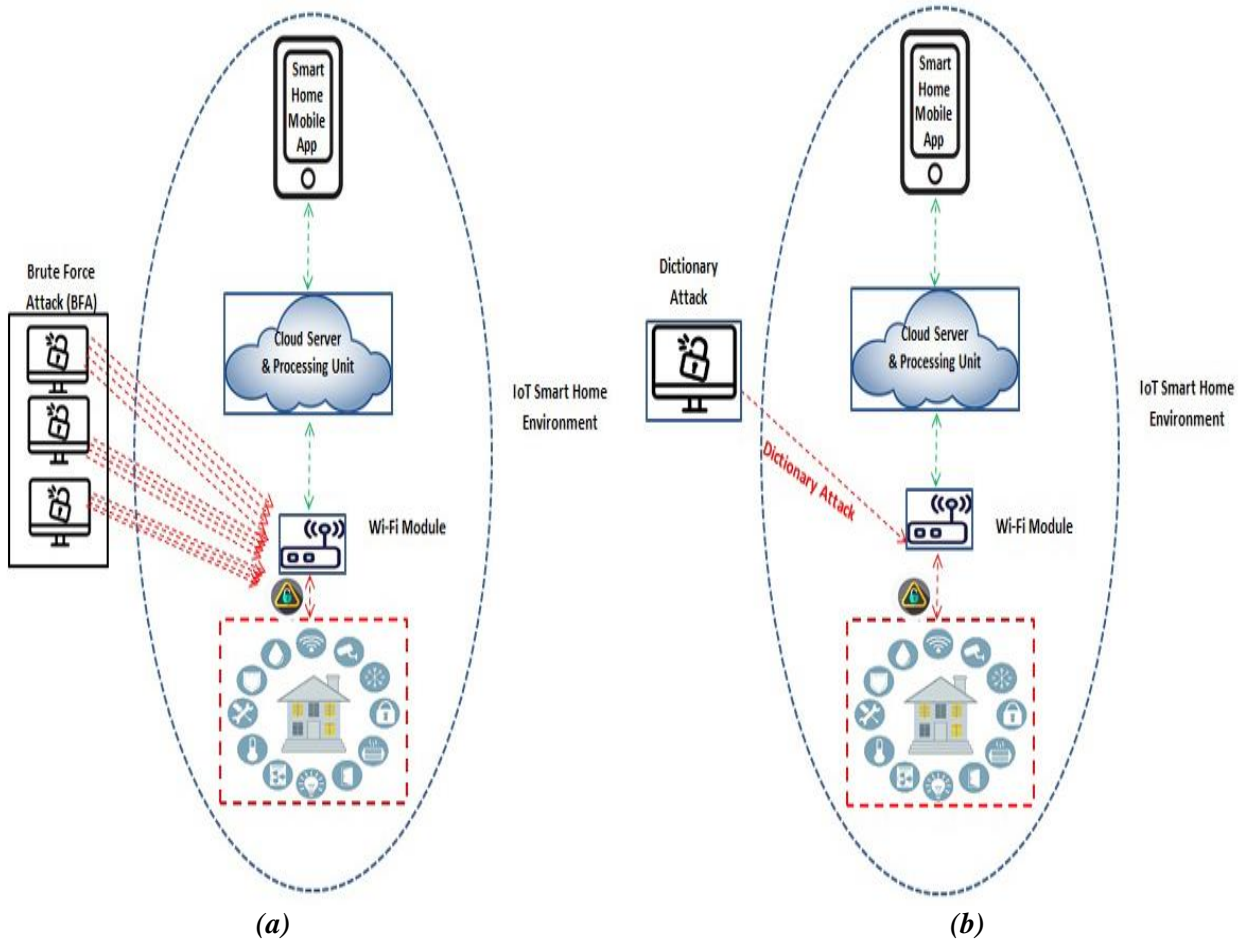 Smart
Home
Mobile
App
Brute Force
Attack (BFA)
Cloud Server
& Processing Unit
IoT Smart Home
Environment
Wi-Fi Module
(a)
Smart
Home
Mobile
App
Dictionary
Attack
Cloud Server
& Processing Unit
IoT Smart Home
Environment
Dictionary Attack
Wi-Fi Module
(b)